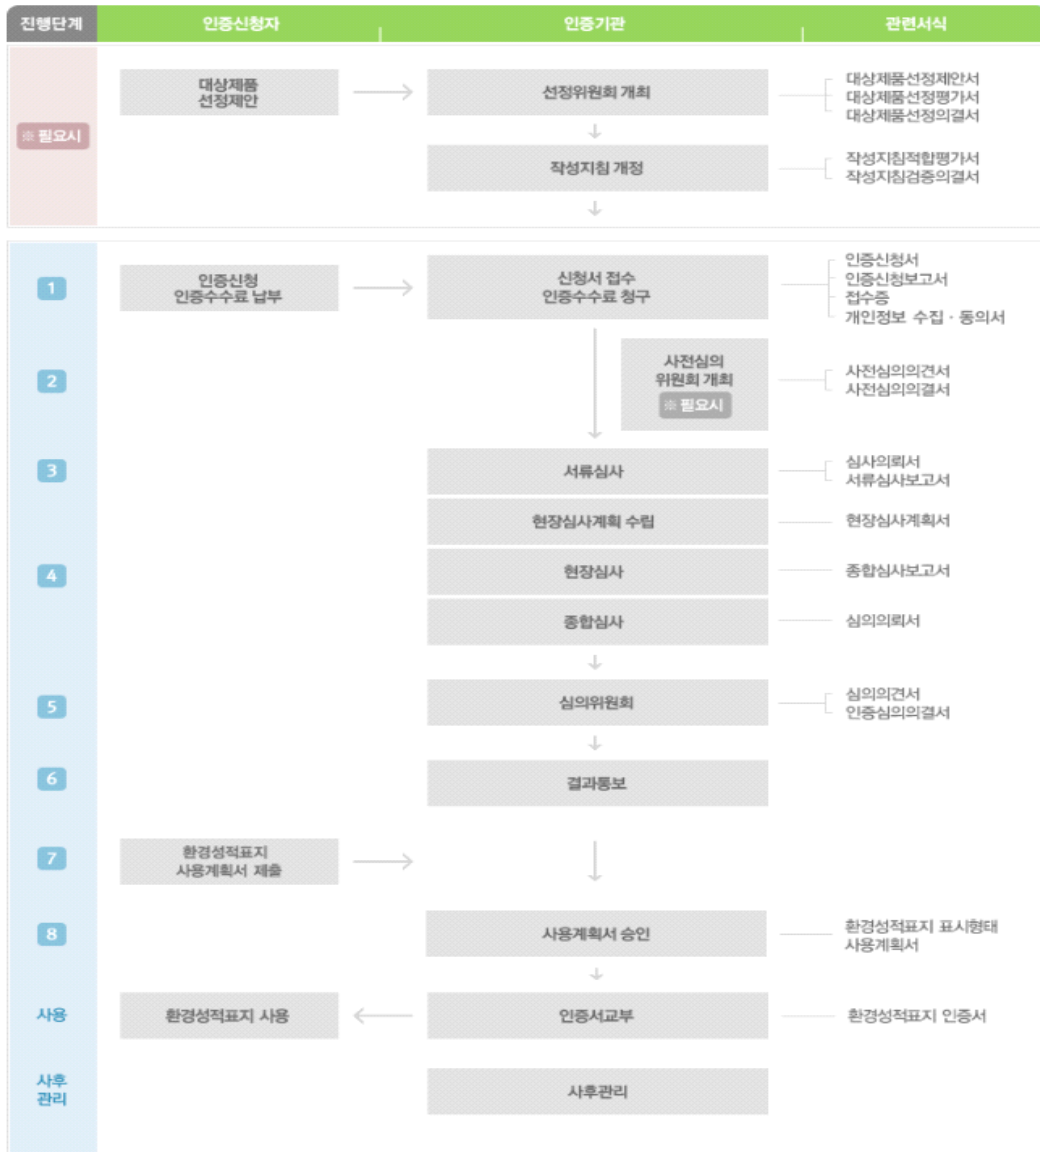 진행단계 인증신청자 인증기관 관련서식
대상제품
선정제안
선정위원회 개최
대상제품선정제안서
대상제품선정평가서
대상제품선정의결서
※ 필요시
작성지침 개정
작성지침적합평가서
작성지침검증의결서
1
인증신청
인증수수료 납부
신청서 접수
인증수수료 청구
인증신청서
인증신청보고서
접수증
개인정보 수집 · 동의서
2
사전심의
위원회 개최
※ 필요시
사전심의의견서
사전심의의결서
3
서류심사
심사의뢰서
서류심사보고서
현장심사계획 수립
현장심사계획서
4
현장심사
종합심사보고서
종합심사
심의의뢰서
5
심의위원회
심의의견서
인증심의의결서
6
결과통보
7
환경성적표지
사용계획서 제출
8
사용계획서 승인
환경성적표지 표시형태
사용계획서
사용
환경성적표지 사용
인증서교부
환경성적표지 인증서
사후
관리
사후관리